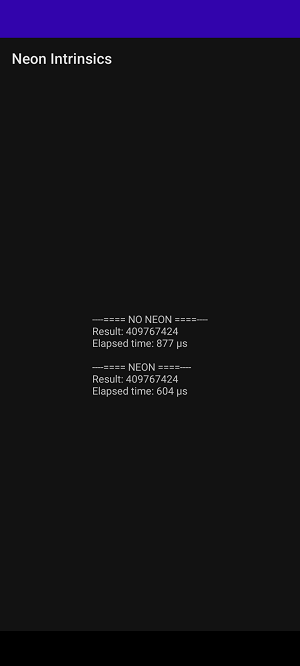 Neon Intrinsics
----==== NO NEON ====----
Result: 409767424
Elapsed time: 877 μs
----==== NEON ====----
Result: 409767424
Elapsed time: 604 μs